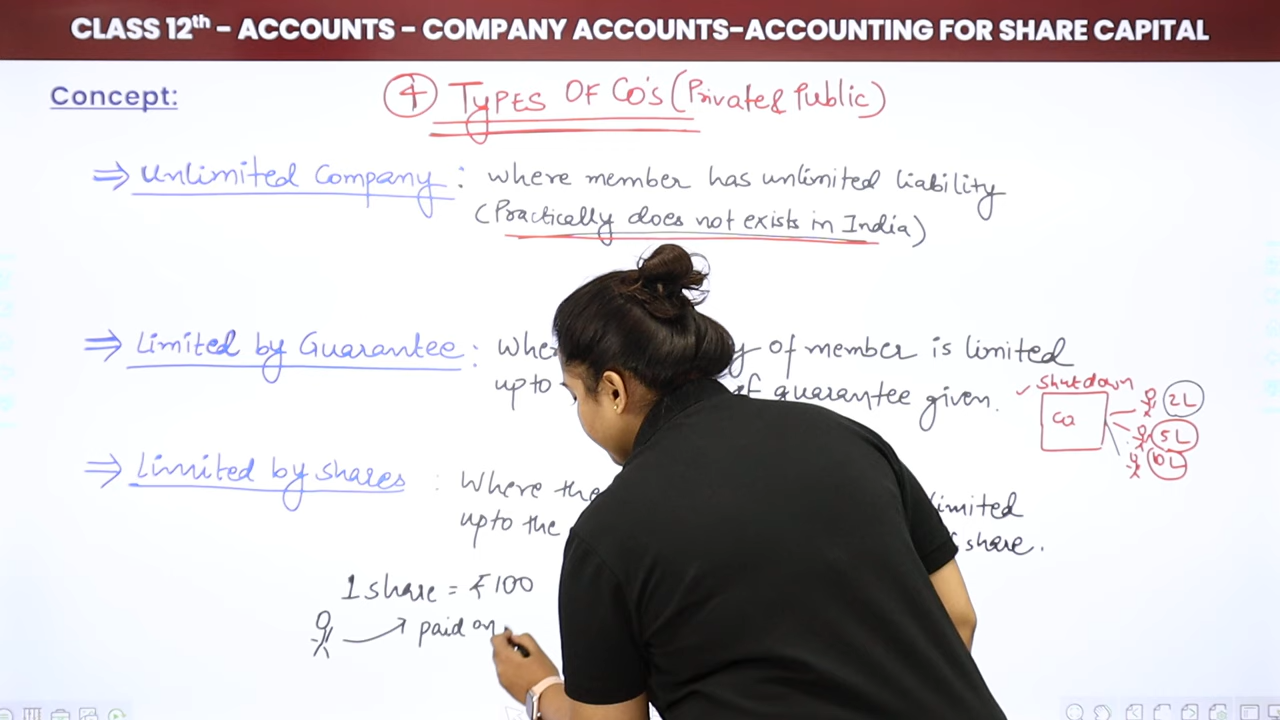 CLASS 12th - ACCOUNTS - COMPANY ACCOUNTS-ACCOUNTING FOR SHARE CAPITAL
Concept:
④ TYPES OF CO'S (Private & Public)
⇒ Unlimited Company : where member has unlimited liability
(Practically does not exists in India)
⇒ Limited by Guarantee : of member is limited
upto of guarantee given.
✓ Shutdown
Co
2L
5L
10L
⇒ Limited by shares : Where the
upto the share.
1 share = ₹100
paid